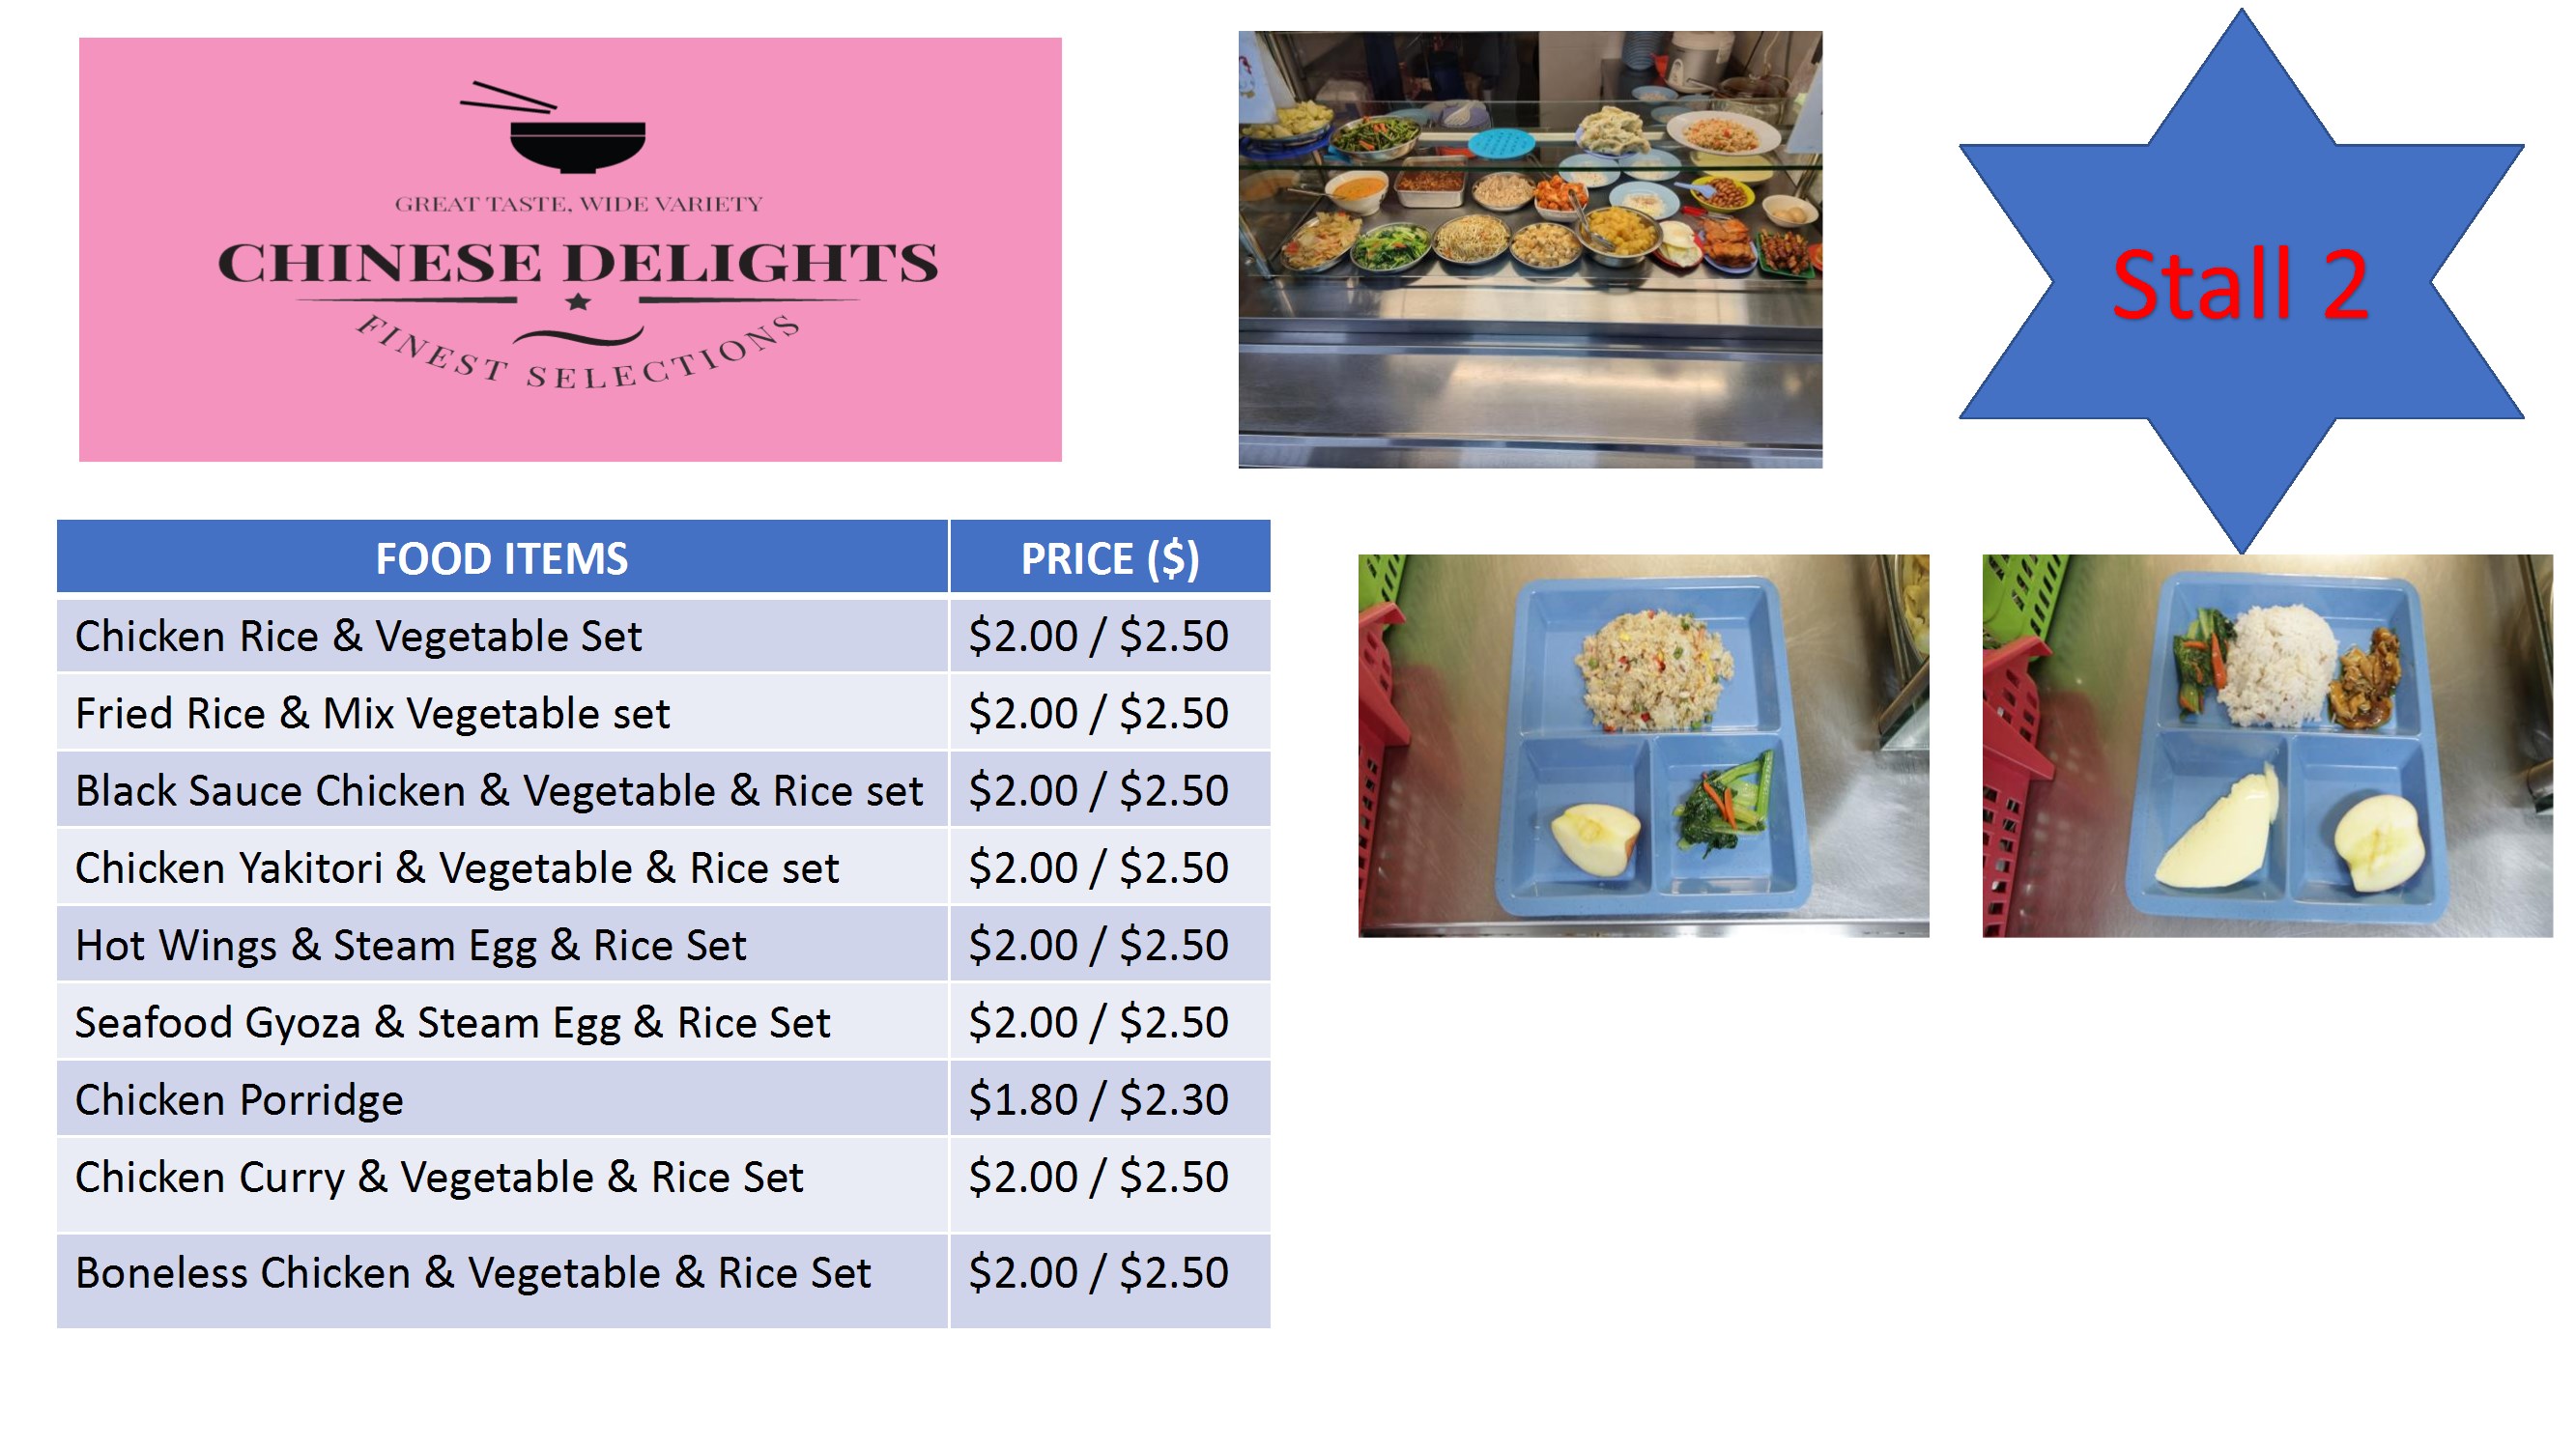 GREAT TASTE, WIDE VARIETY
CHINESE DELIGHTS
FINEST SELECTIONS
Stall 2
FOOD ITEMS PRICE ($)
Chicken Rice & Vegetable Set $2.00 / $2.50
Fried Rice & Mix Vegetable set $2.00 / $2.50
Black Sauce Chicken & Vegetable & Rice set $2.00 / $2.50
Chicken Yakitori & Vegetable & Rice set $2.00 / $2.50
Hot Wings & Steam Egg & Rice Set $2.00 / $2.50
Seafood Gyoza & Steam Egg & Rice Set $2.00 / $2.50
Chicken Porridge $1.80 / $2.30
Chicken Curry & Vegetable & Rice Set $2.00 / $2.50
Boneless Chicken & Vegetable & Rice Set $2.00 / $2.50